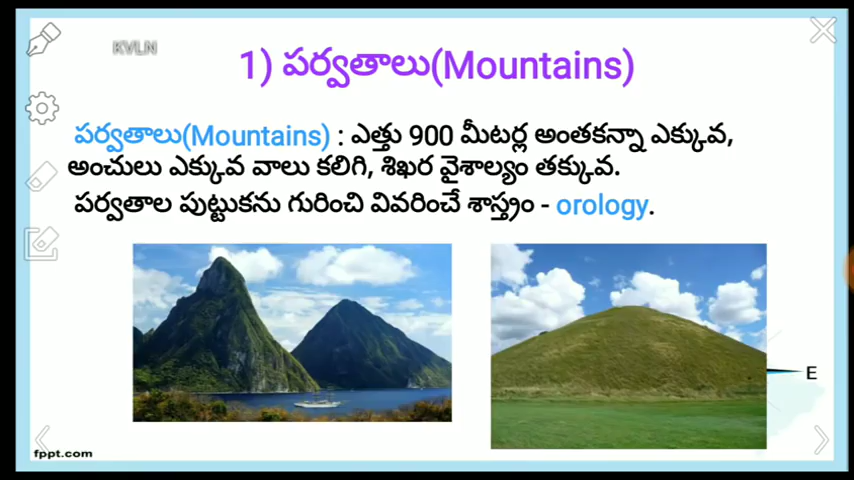 KVLN
1) పర్వతాలు(Mountains)
పర్వతాలు(Mountains) : ఎత్తు 900 మీటర్ల అంతకన్నా ఎక్కువ,
అంచులు ఎక్కువ వాలు కలిగి, శిఖర వైశాల్యం తక్కువ.
పర్వతాల పుట్టుకను గురించి వివరించే శాస్త్రం - orology.
E
fppt.com